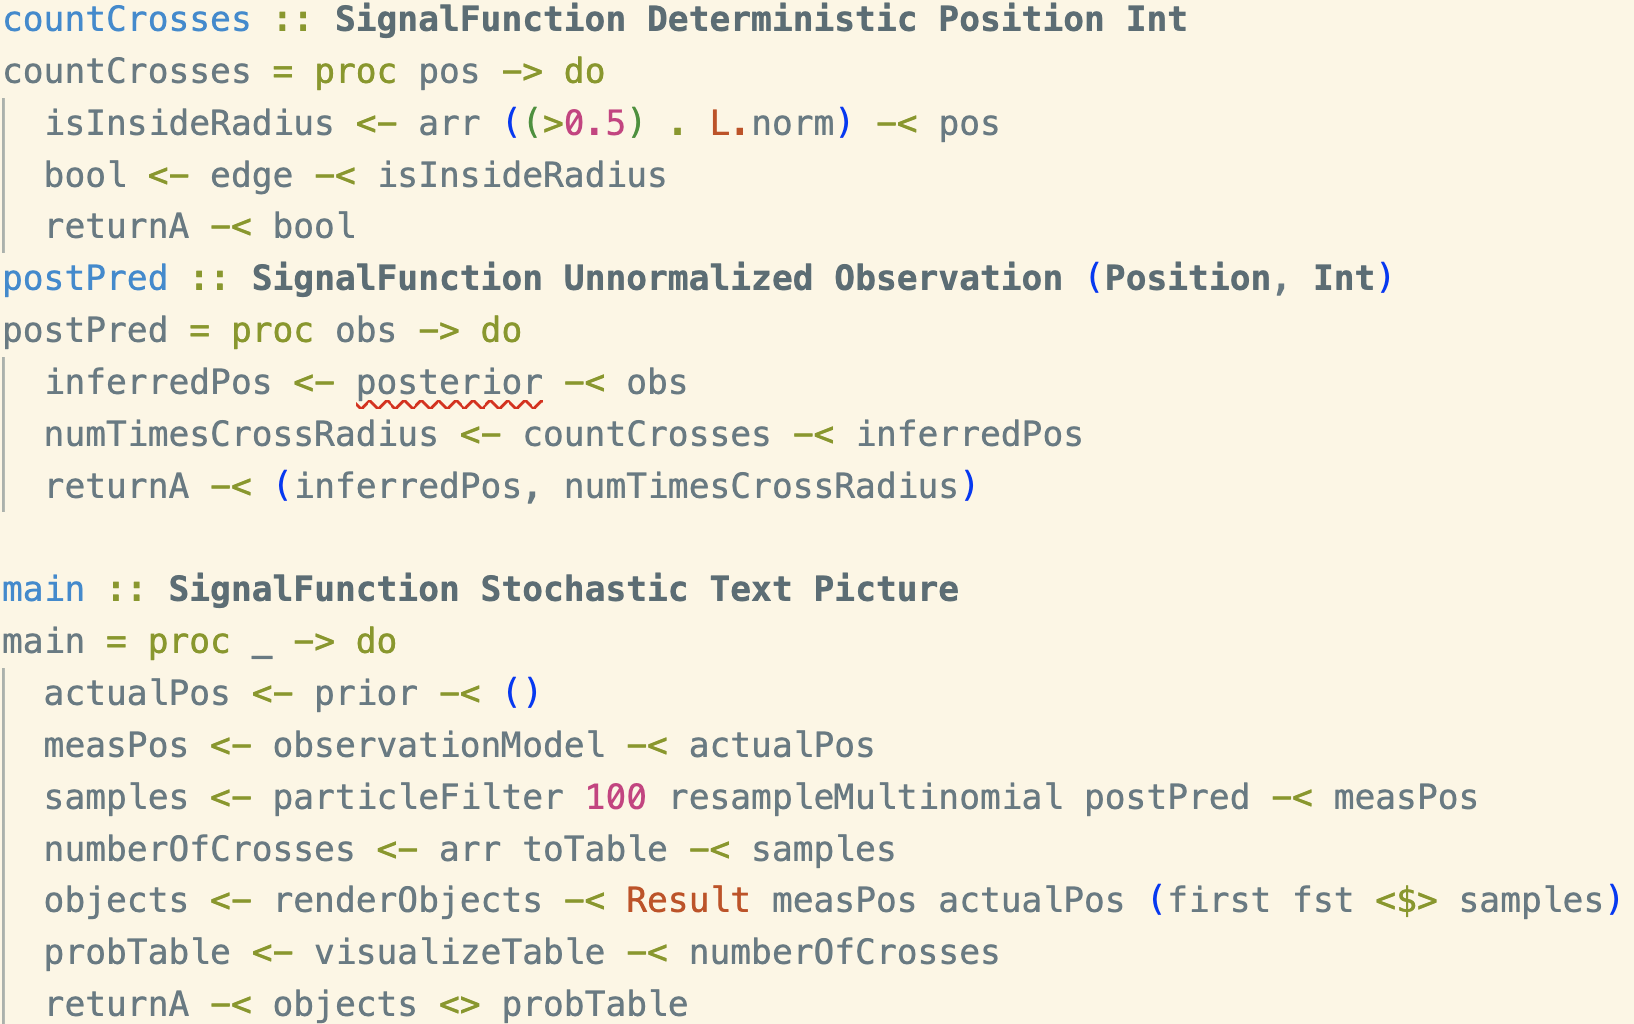 countCrosses :: SignalFunction Deterministic Position Int
countCrosses = proc pos -> do
  isInsideRadius <- arr ((>0.5) . L.norm) -< pos
  bool <- edge -< isInsideRadius
  returnA -< bool
postPred :: SignalFunction Unnormalized Observation (Position, Int)
postPred = proc obs -> do
  inferredPos <- posterior -< obs
  numTimesCrossRadius <- countCrosses -< inferredPos
  returnA -< (inferredPos, numTimesCrossRadius)

main :: SignalFunction Stochastic Text Picture
main = proc _ -> do
  actualPos <- prior -< ()
  measPos <- observationModel -< actualPos
  samples <- particleFilter 100 resampleMultinomial postPred -< measPos
  numberOfCrosses <- arr toTable -< samples
  objects <- renderObjects -< Result measPos actualPos (first fst <$> samples)
  probTable <- visualizeTable -< numberOfCrosses
  returnA -< objects <> probTable